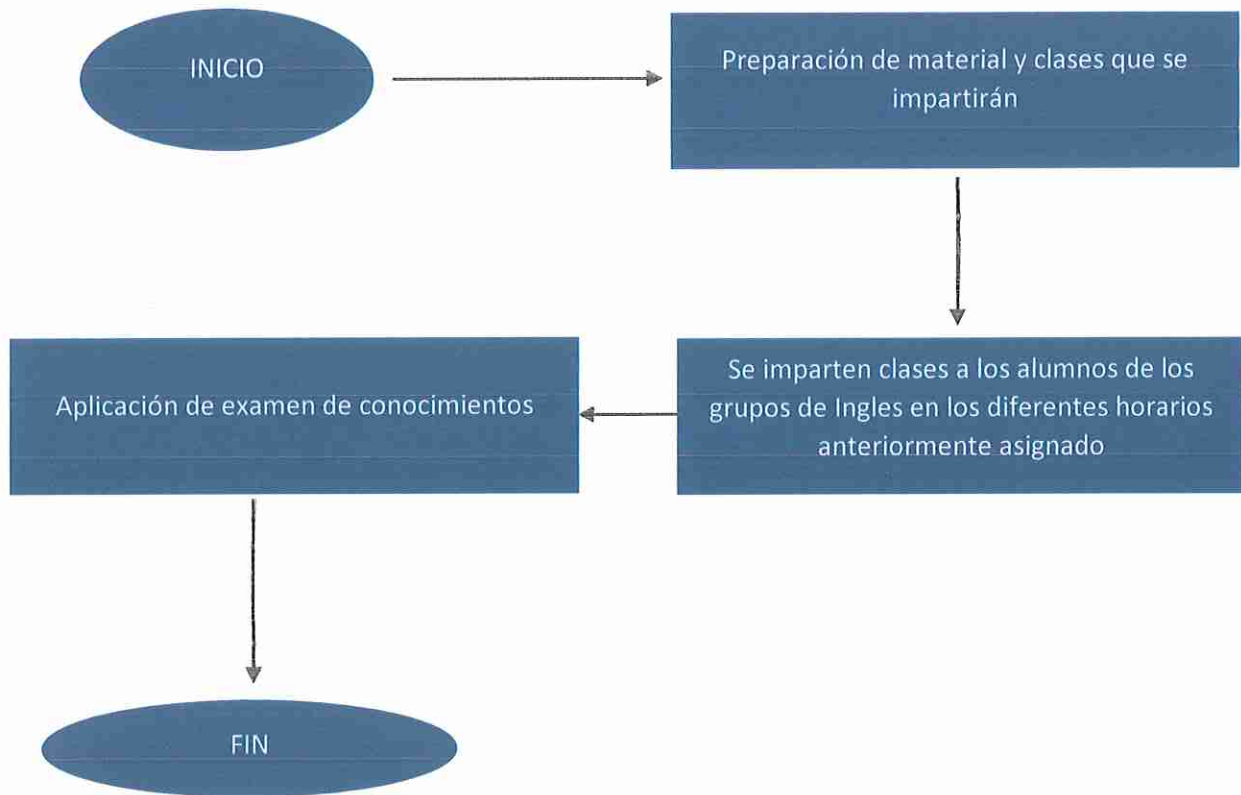 INICIO
Preparación de material y clases que se
impartirán
Se imparten clases a los alumnos de los
grupos de Ingles en los diferentes horarios
anteriormente asignado
Aplicación de examen de conocimientos
FIN